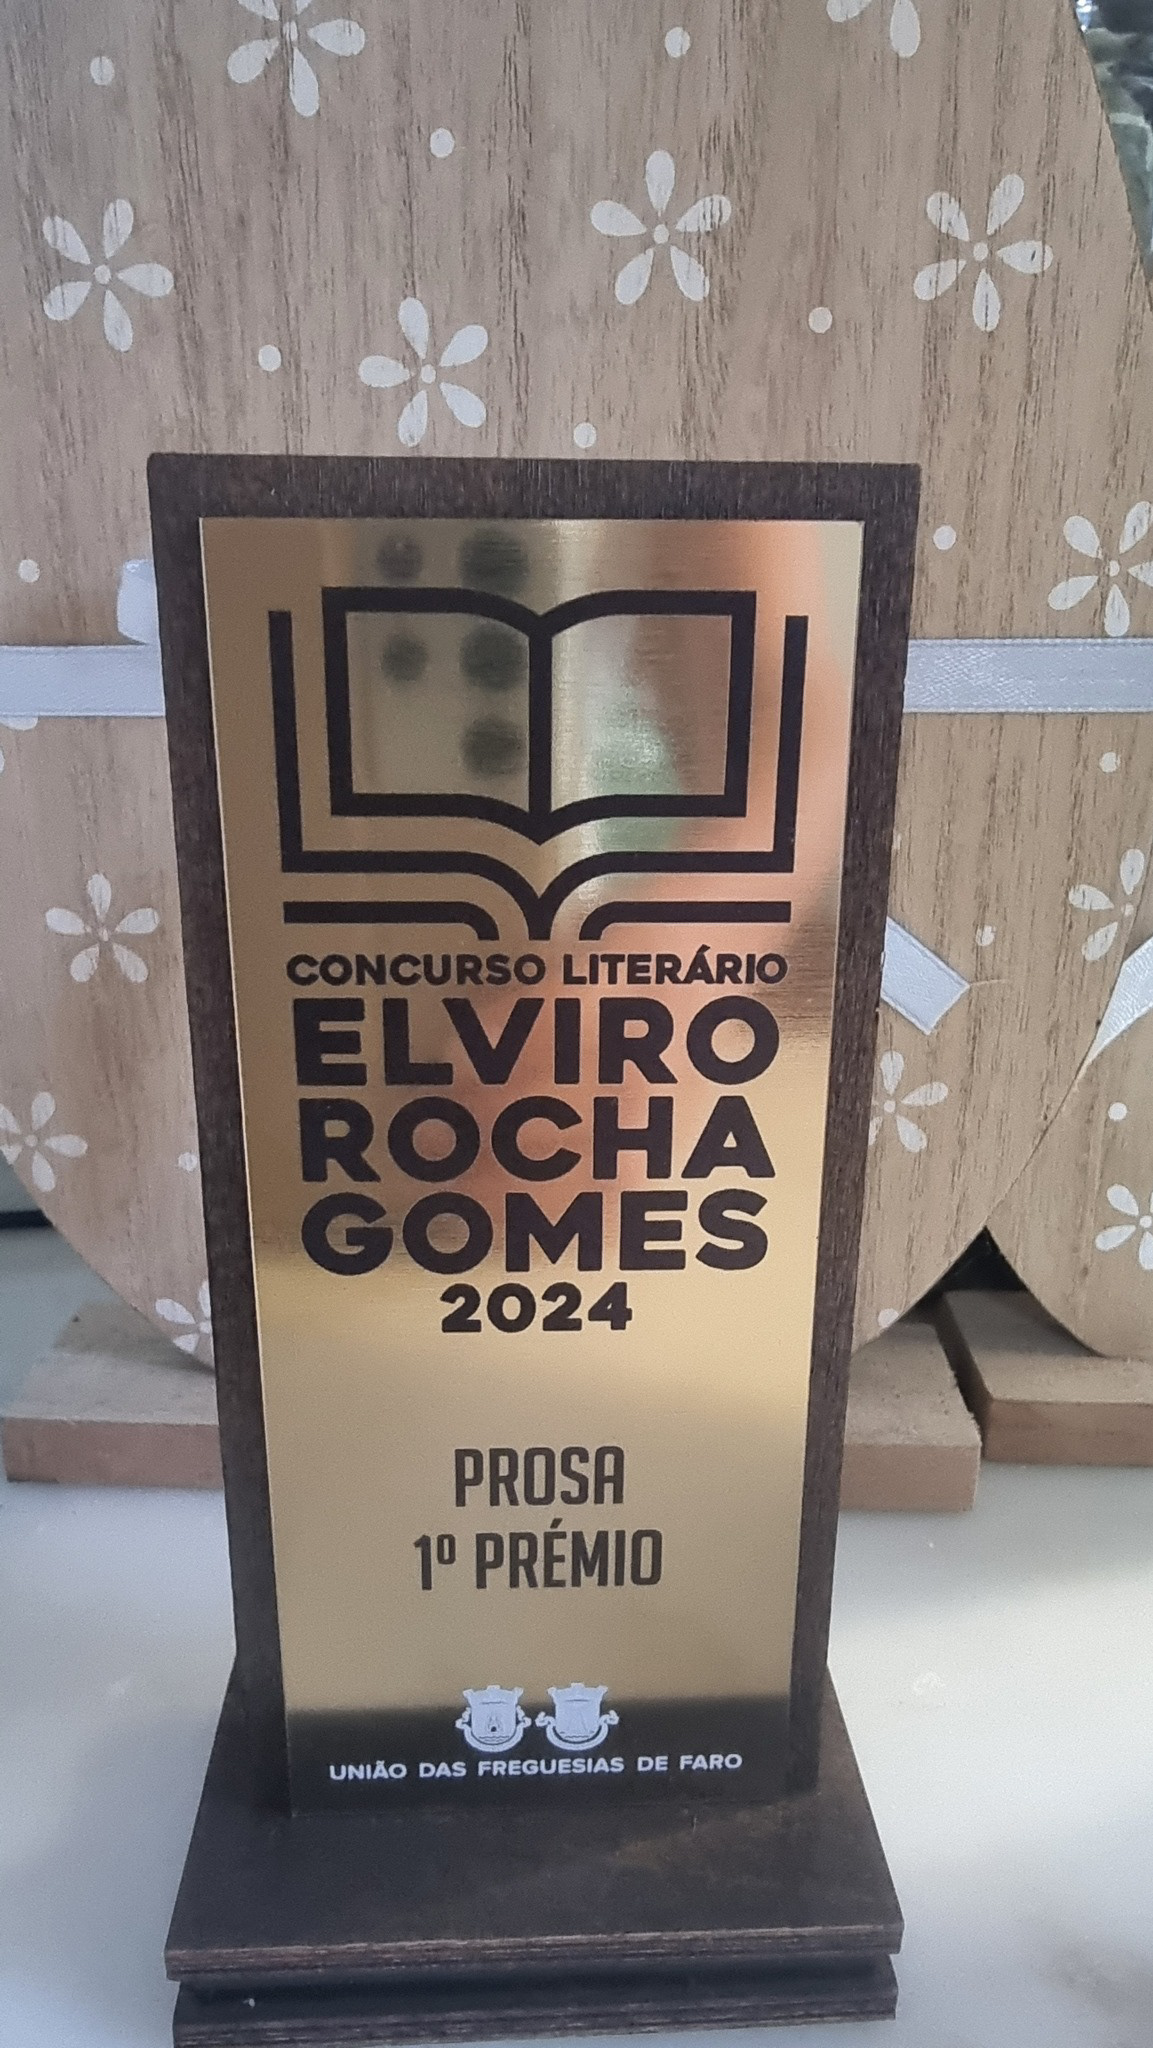 CONCURSO LITERÁRIO
ELVIRO
ROCHA
GOMES
2024
PROSA
1º PRÉMIO
UNIÃO DAS FREGUESIAS DE FARO